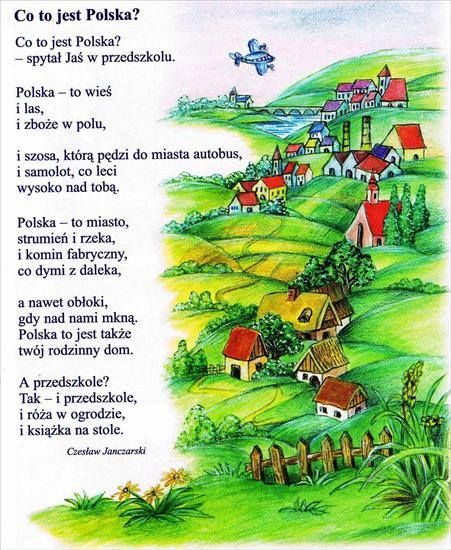 Co to jest Polska?
Co to jest Polska?
– spytał Jaś w przedszkolu.
Polska – to wieś
i las,
i zboże w polu,
i szosa, którą pędzi do miasta autobus,
i samolot, co leci
wysoko nad tobą.
Polska – to miasto,
strumień i rzeka,
i komin fabryczny,
co dymi z daleka,
a nawet obłoki,
gdy nad nami mkną.
Polska to jest także
twój rodzinny dom.
A przedszkole?
Tak – i przedszkole,
i róża w ogrodzie,
i książka na stole.
Czesław Janczarski